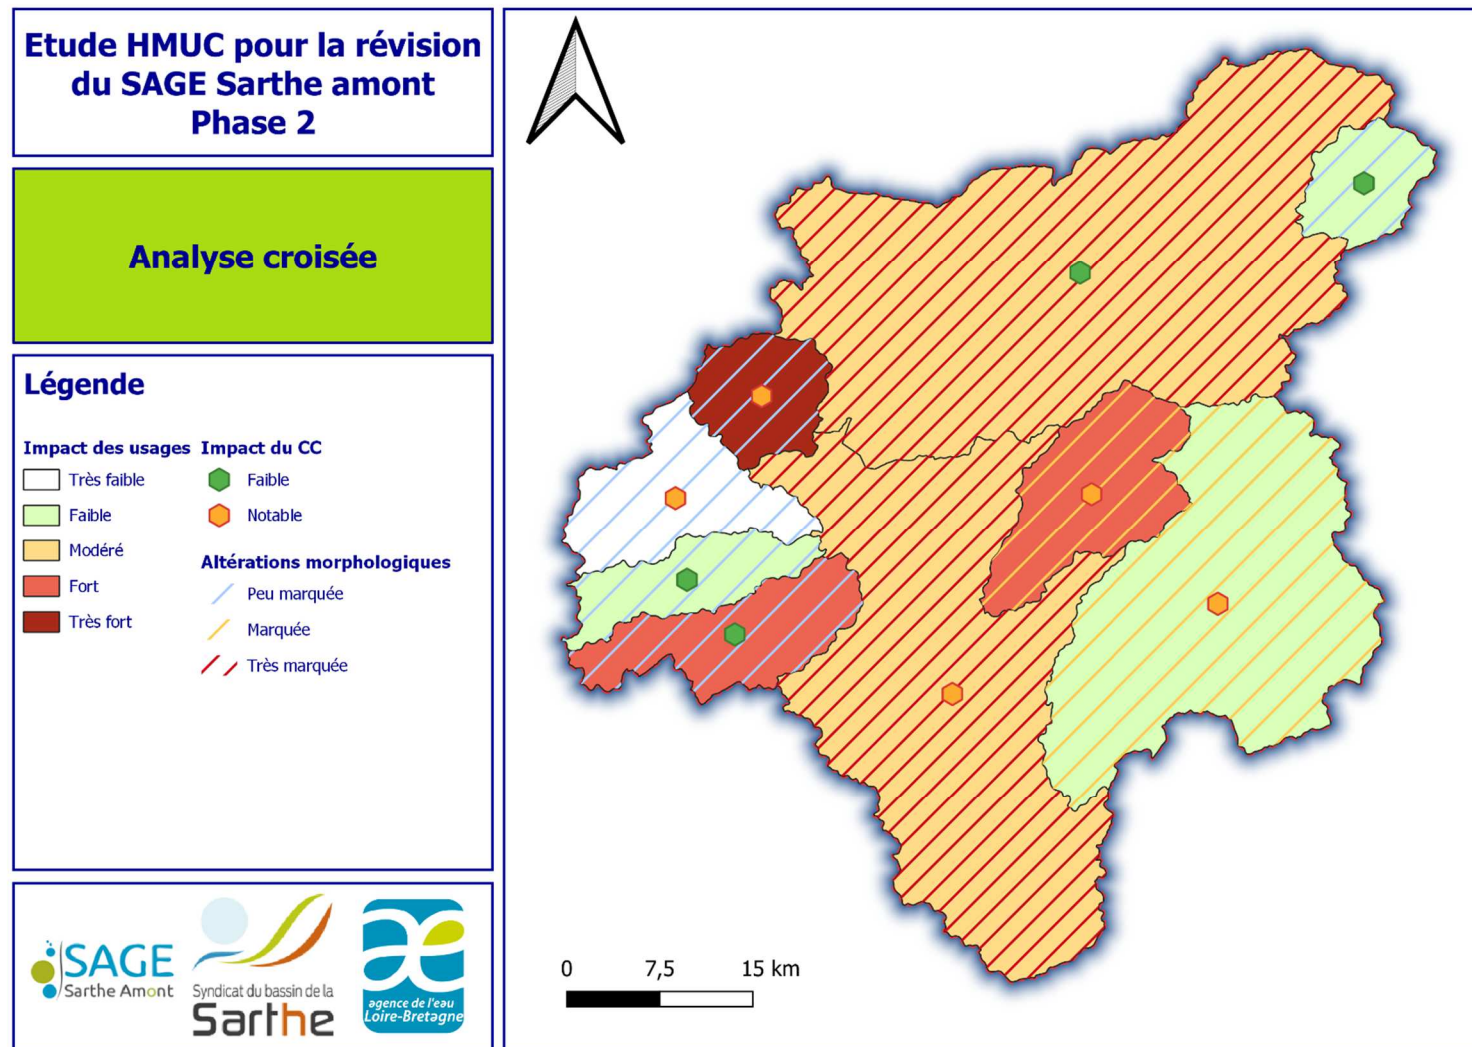 Etude HMUC pour la révision
du SAGE Sarthe amont
Phase 2
Analyse croisée
Légende
Impact des usages
Très faible
Faible
Modéré
Fort
Très fort
Impact du CC
Faible
Notable
Altérations morphologiques
Peu marquée
Marquée
Très marquée
SAGE
Sarthe Amont
Syndicat du bassin de la
Sarthe
agence de l'eau
Loire-Bretagne
0 7,5 15 km